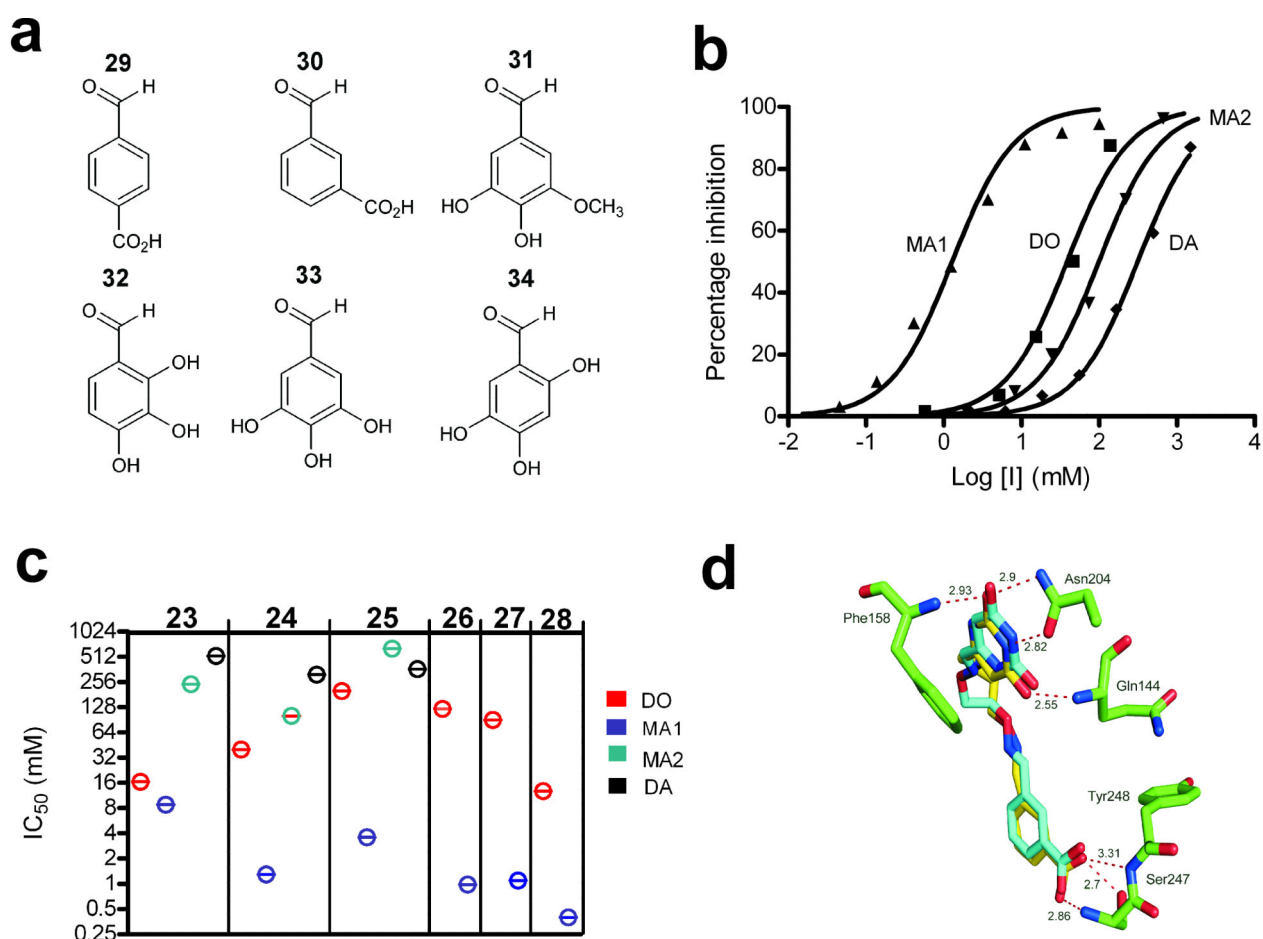 a
29
30
31
O H
O H
O H
CO2H
CO2H
HO
OCH3
OH
32
33
34
O H
O H
O H
OH
OH
OH
HO
OH
OH
OH
HO
OH
b
Percentage inhibition
100
80
60
40
20
0
MA1
DO
MA2
DA
-2 -1 0 1 2 3 4
Log [I] (mM)
c
23 24 25 26 27 28
IC50 (mM)
1024
512
256
128
64
32
16
8
4
2
1
0.5
0.25
DO
MA1
MA2
DA
d
2.9
Asn204
2.93
Phe158
2.82
Gln144
2.55
Tyr248
3.31
Ser247
2.7
2.86